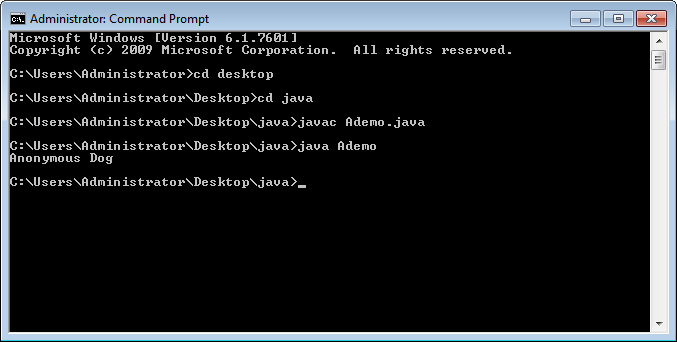 Administrator: Command Prompt
Microsoft Windows [Version 6.1.7601]
Copyright (c) 2009 Microsoft Corporation.  All rights reserved.
C:\Users\Administrator>cd desktop
C:\Users\Administrator\Desktop>cd java
C:\Users\Administrator\Desktop\java>javac Ademo.java
C:\Users\Administrator\Desktop\java>java Ademo
Anonymous Dog
C:\Users\Administrator\Desktop\java>_